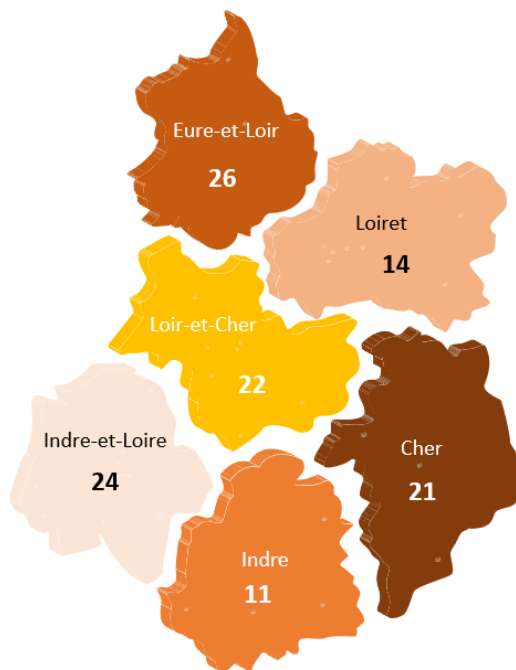 Eure-et-Loir
26
Loiret
14
Loir-et-Cher
22
Indre-et-Loire
24
Cher
21
Indre
11